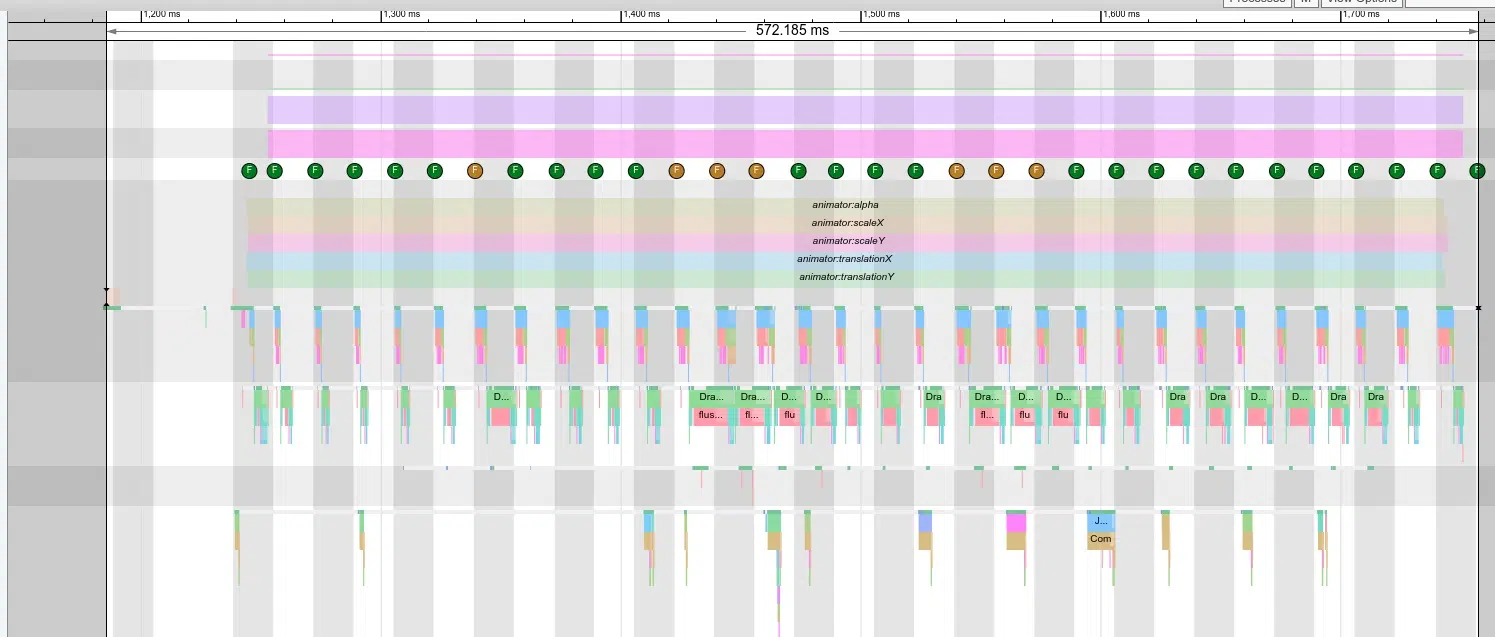 Processes M View Options
1,200 ms 1,300 ms 1,400 ms 1,500 ms 1,600 ms 1,700 ms
572.185 ms
F F F F F F F F F F F F F F F F F F F F F F F F F F F F F F F
animator:alpha
animator:scaleX
animator:scaleY
animator:translationX
animator:translationY
D... Dra... Dra... D... D... Dra Dra... D... D... Dra Dra D... D... Dra Dra
flus... fl... flu fl... flu flu
J...
Com